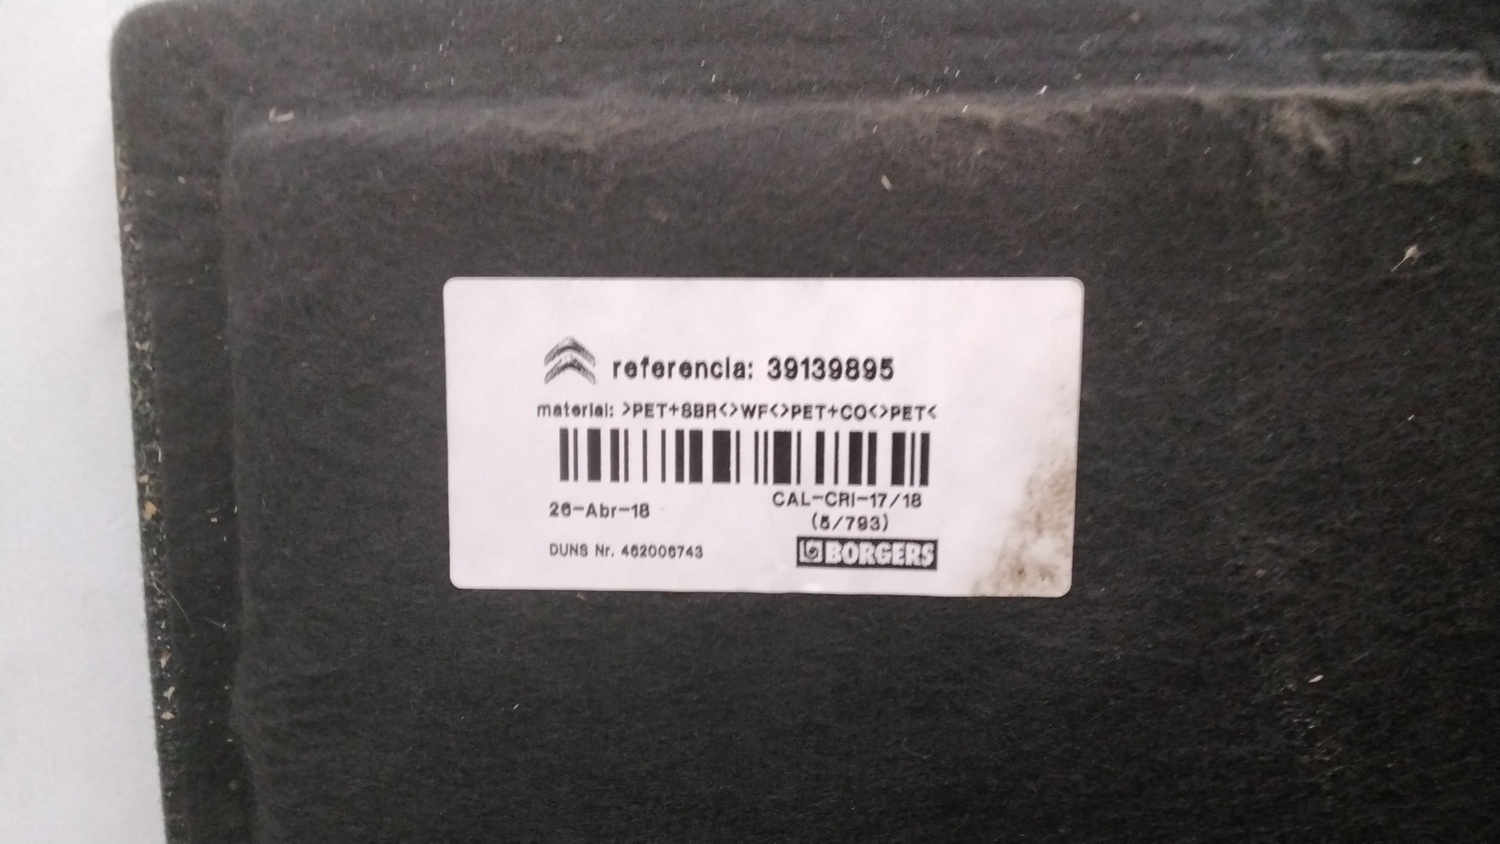 referencia: 39139895
material: >PET+SBR<>WF<>PET+CO<>PET<
26-Abr-18
CAL-CRI-17/18
(5/793)
DUNS Nr. 462006743
BORGERS